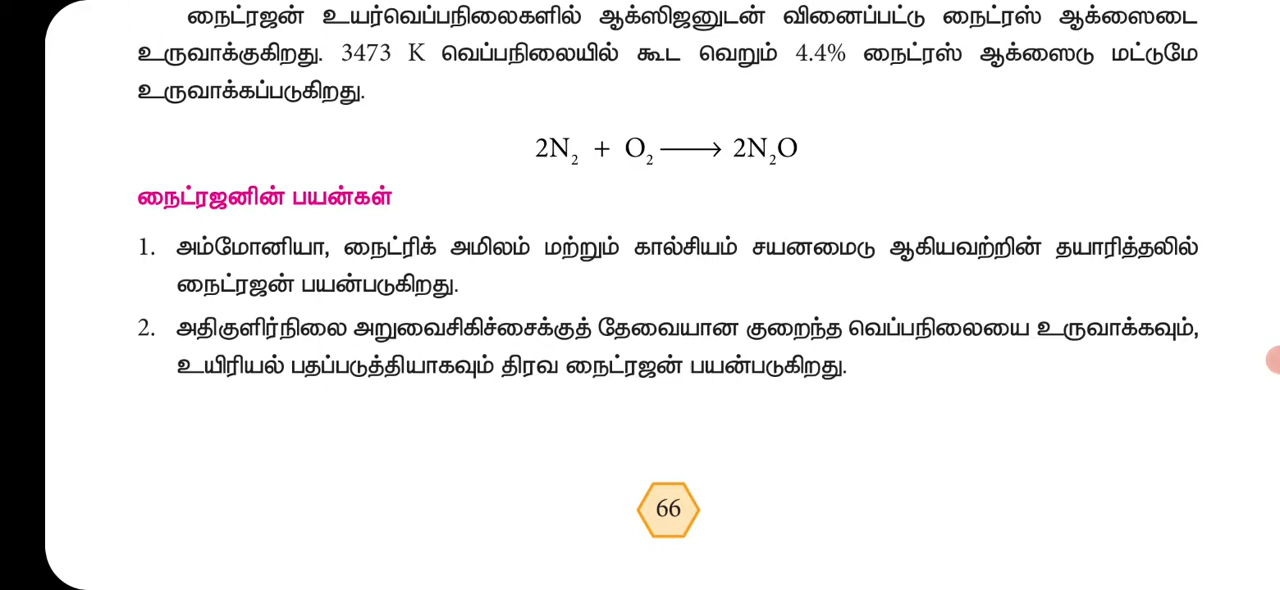 நைட்ரஜன் உயர்வெப்பநிலைகளில் ஆக்ஸிஜனுடன் வினைப்பட்டு நைட்ரஸ் ஆக்ஸைடை
உருவாக்குகிறது. 3473 K வெப்பநிலையில் கூட வெறும் 4.4% நைட்ரஸ் ஆக்ஸைடு மட்டுமே
உருவாக்கப்படுகிறது.
2N₂ + O₂ ⟶ 2N₂O
நைட்ரஜனின் பயன்கள்
1. அம்மோனியா, நைட்ரிக் அமிலம் மற்றும் கால்சியம் சயனமைடு ஆகியவற்றின் தயாரித்தலில்
நைட்ரஜன் பயன்படுகிறது.
2. அதிகுளிர்நிலை அறுவைசிகிச்சைக்குத் தேவையான குறைந்த வெப்பநிலையை உருவாக்கவும்,
உயிரியல் பதப்படுத்தியாகவும் திரவ நைட்ரஜன் பயன்படுகிறது.
66